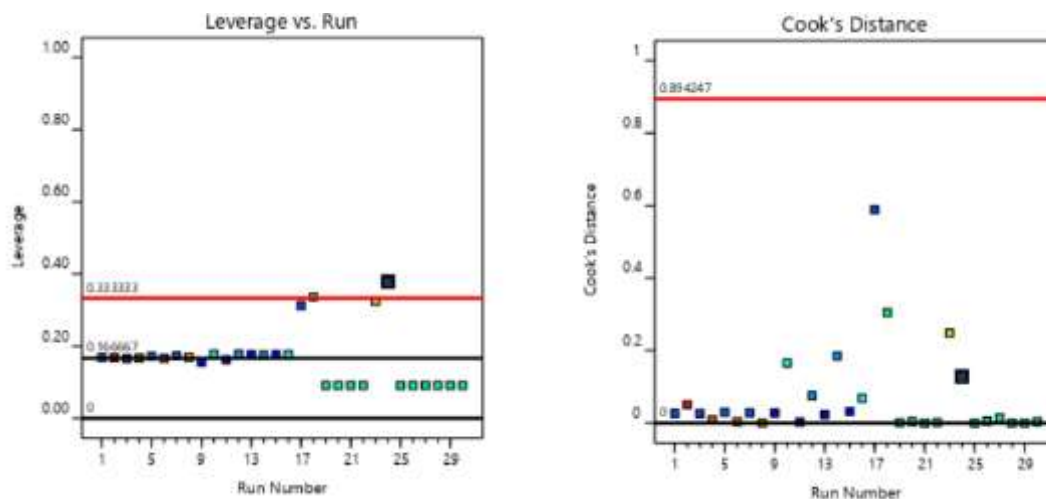 Leverage vs. Run
1.00
0.80
0.60
0.40
0.333333
0.20
0.166667
0
0.00
Leverage
1 5 9 13 17 21 25 29
Run Number
Cook's Distance
1
0.894247
0.8
0.6
0.4
0.2
0
0
Cook's Distance
1 5 9 13 17 21 25 29
Run Number